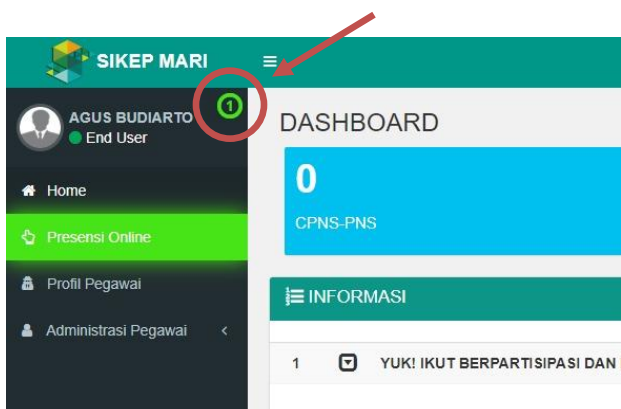 SIKEP MARI
AGUS BUDIARTO
1
End User
Home
Presensi Online
Profil Pegawai
Administrasi Pegawai
DASHBOARD
0
CPNS-PNS
INFORMASI
1 YUK! IKUT BERPARTISIPASI DAN